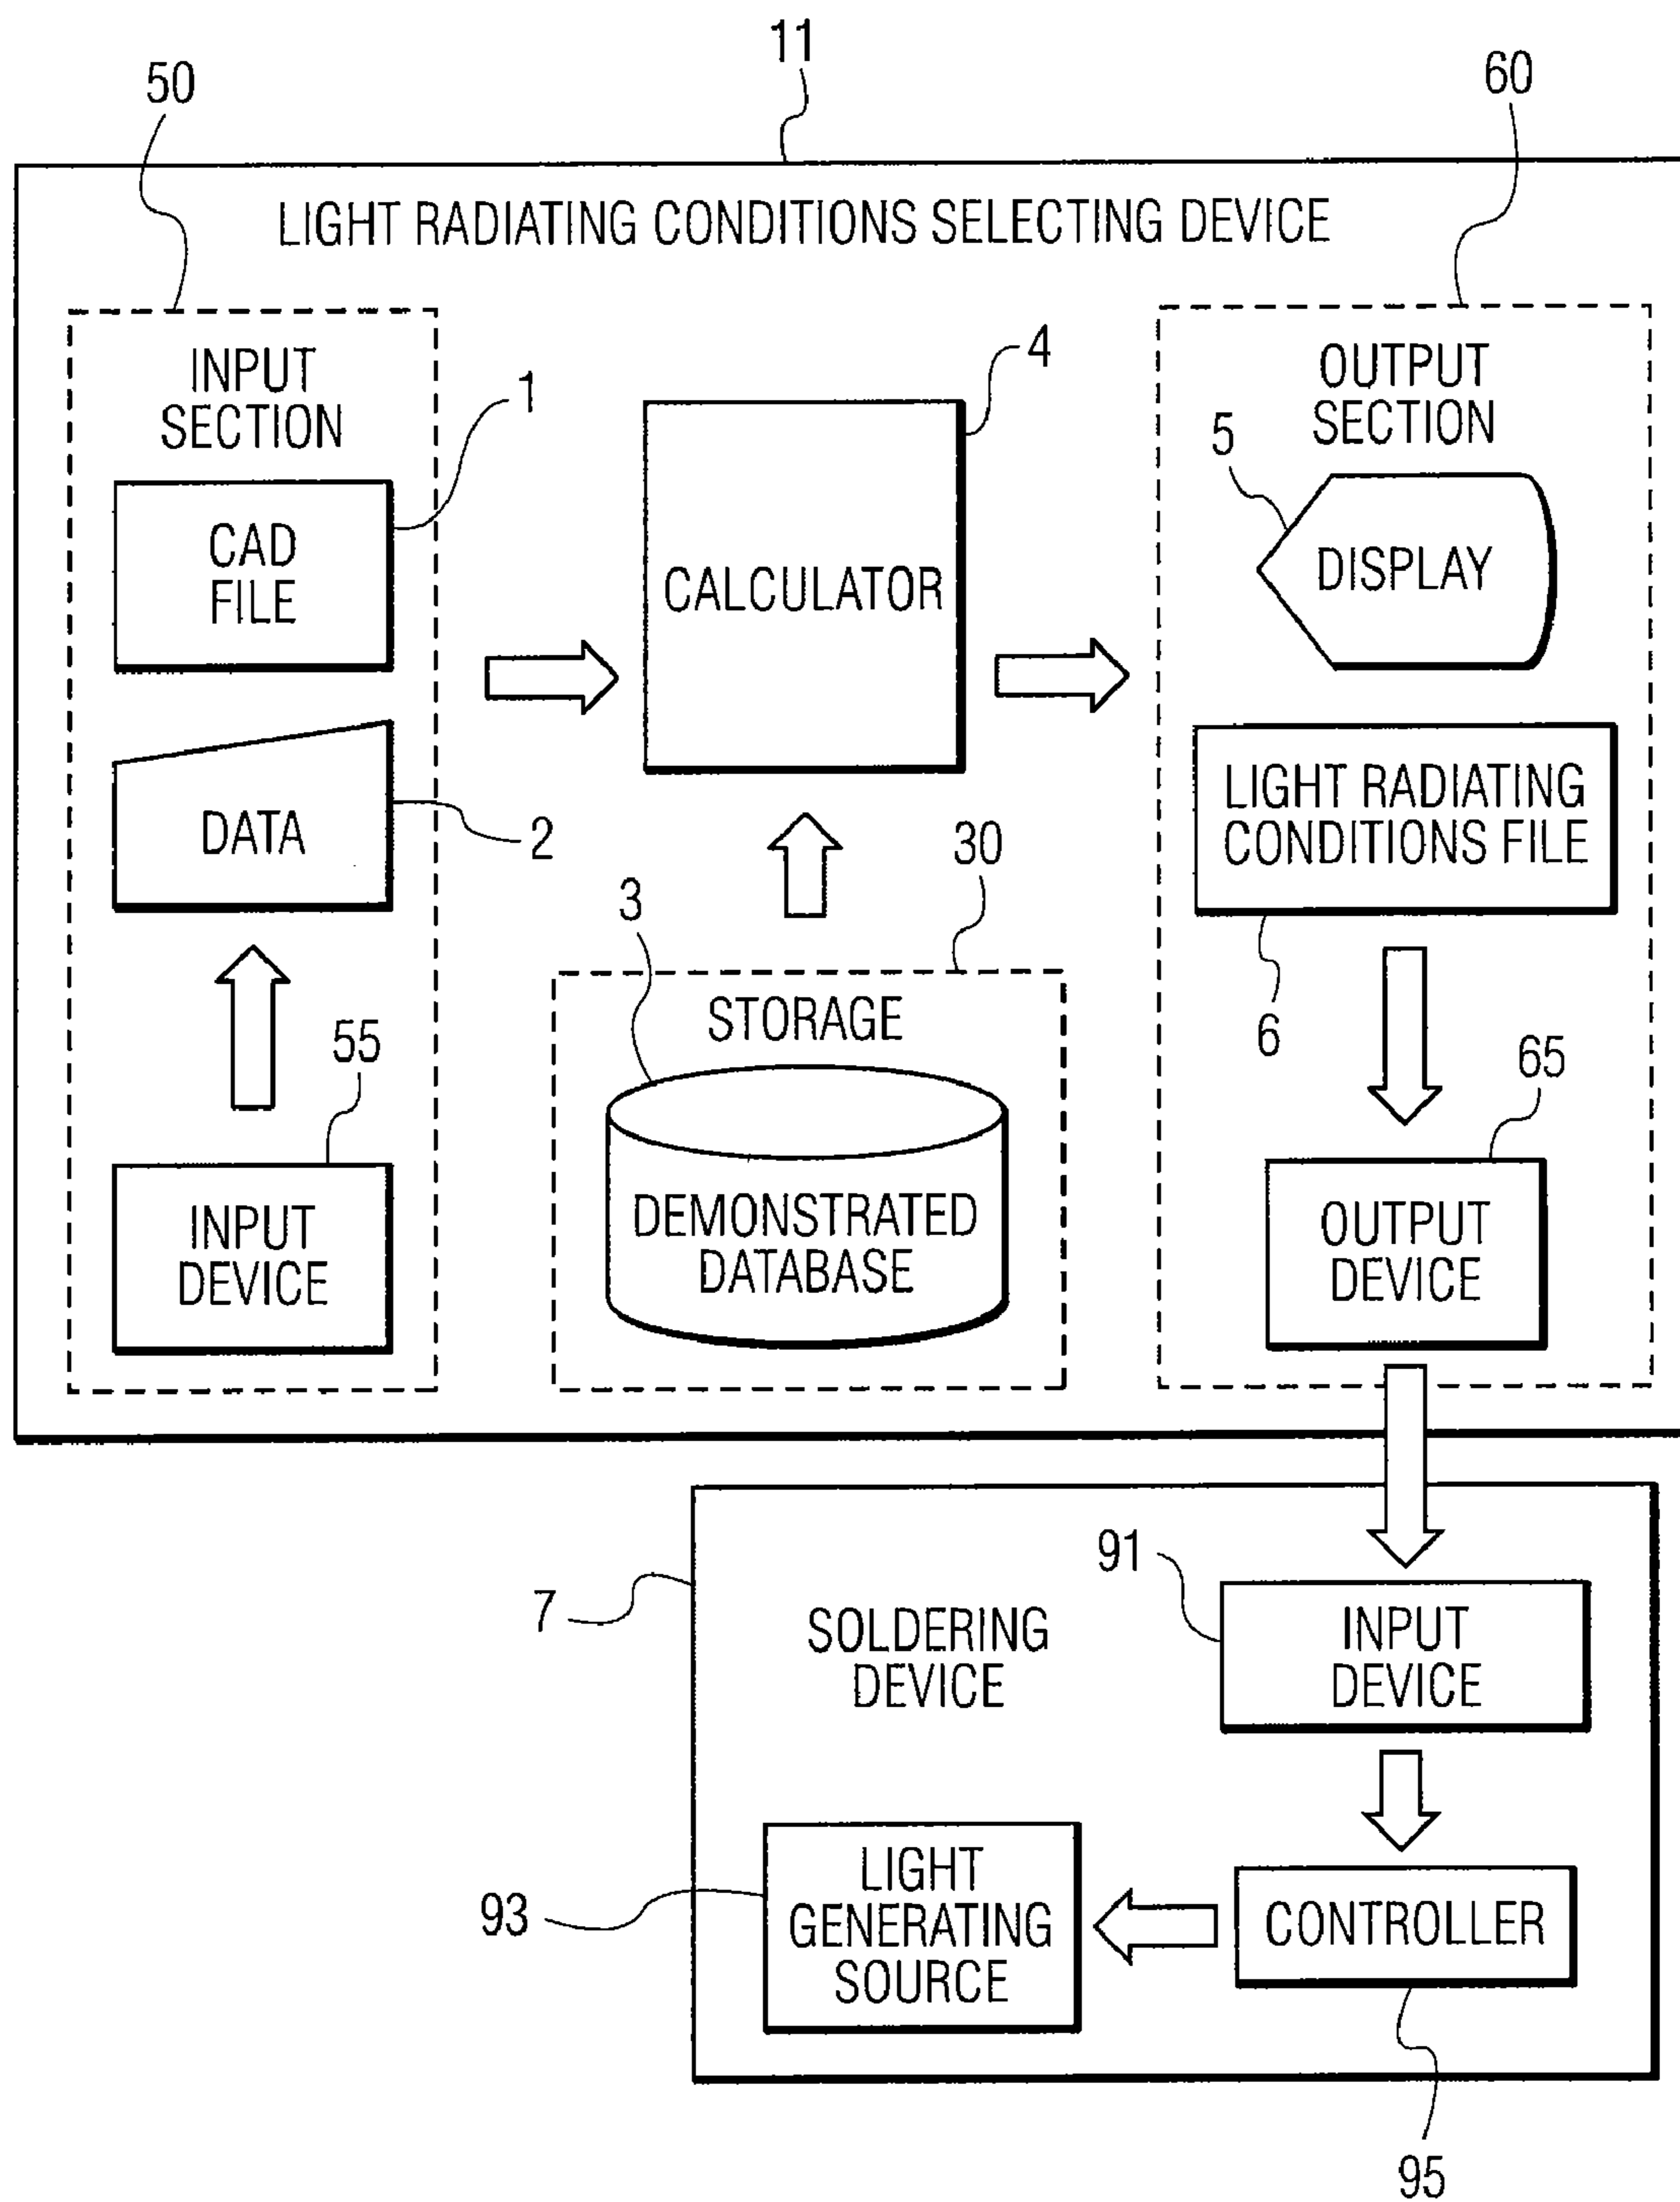 11
50
60
LIGHT RADIATING CONDITIONS SELECTING DEVICE
INPUT
SECTION
1
CAD
FILE
DATA
2
55
INPUT
DEVICE
4
CALCULATOR
3
30
STORAGE
DEMONSTRATED
DATABASE
OUTPUT
SECTION
5
DISPLAY
LIGHT RADIATING
CONDITIONS FILE
6
65
OUTPUT
DEVICE
7
SOLDERING
DEVICE
91
INPUT
DEVICE
93
LIGHT
GENERATING
SOURCE
CONTROLLER
95